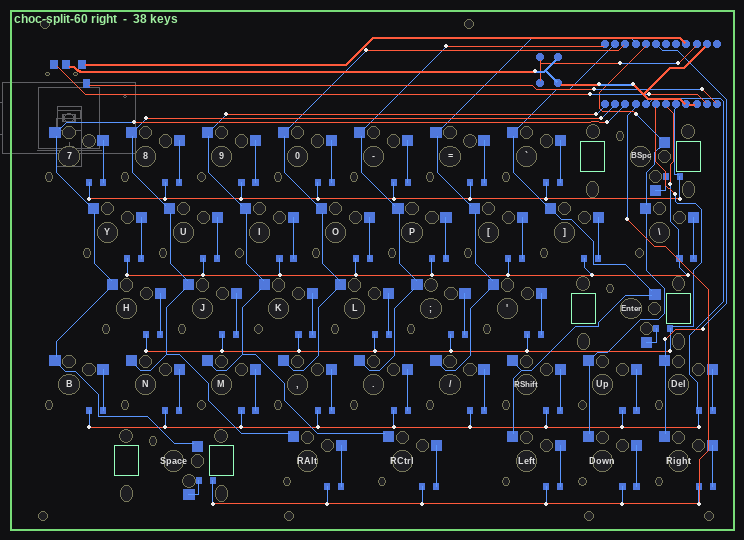 choc-split-60 right - 38 keys
7 8 9 0 - = ` BSpc
Y U I O P [ ] \
H J K L ; ' Enter
B N M , . / RShift Up Del
Space RAlt RCtrl Left Down Right